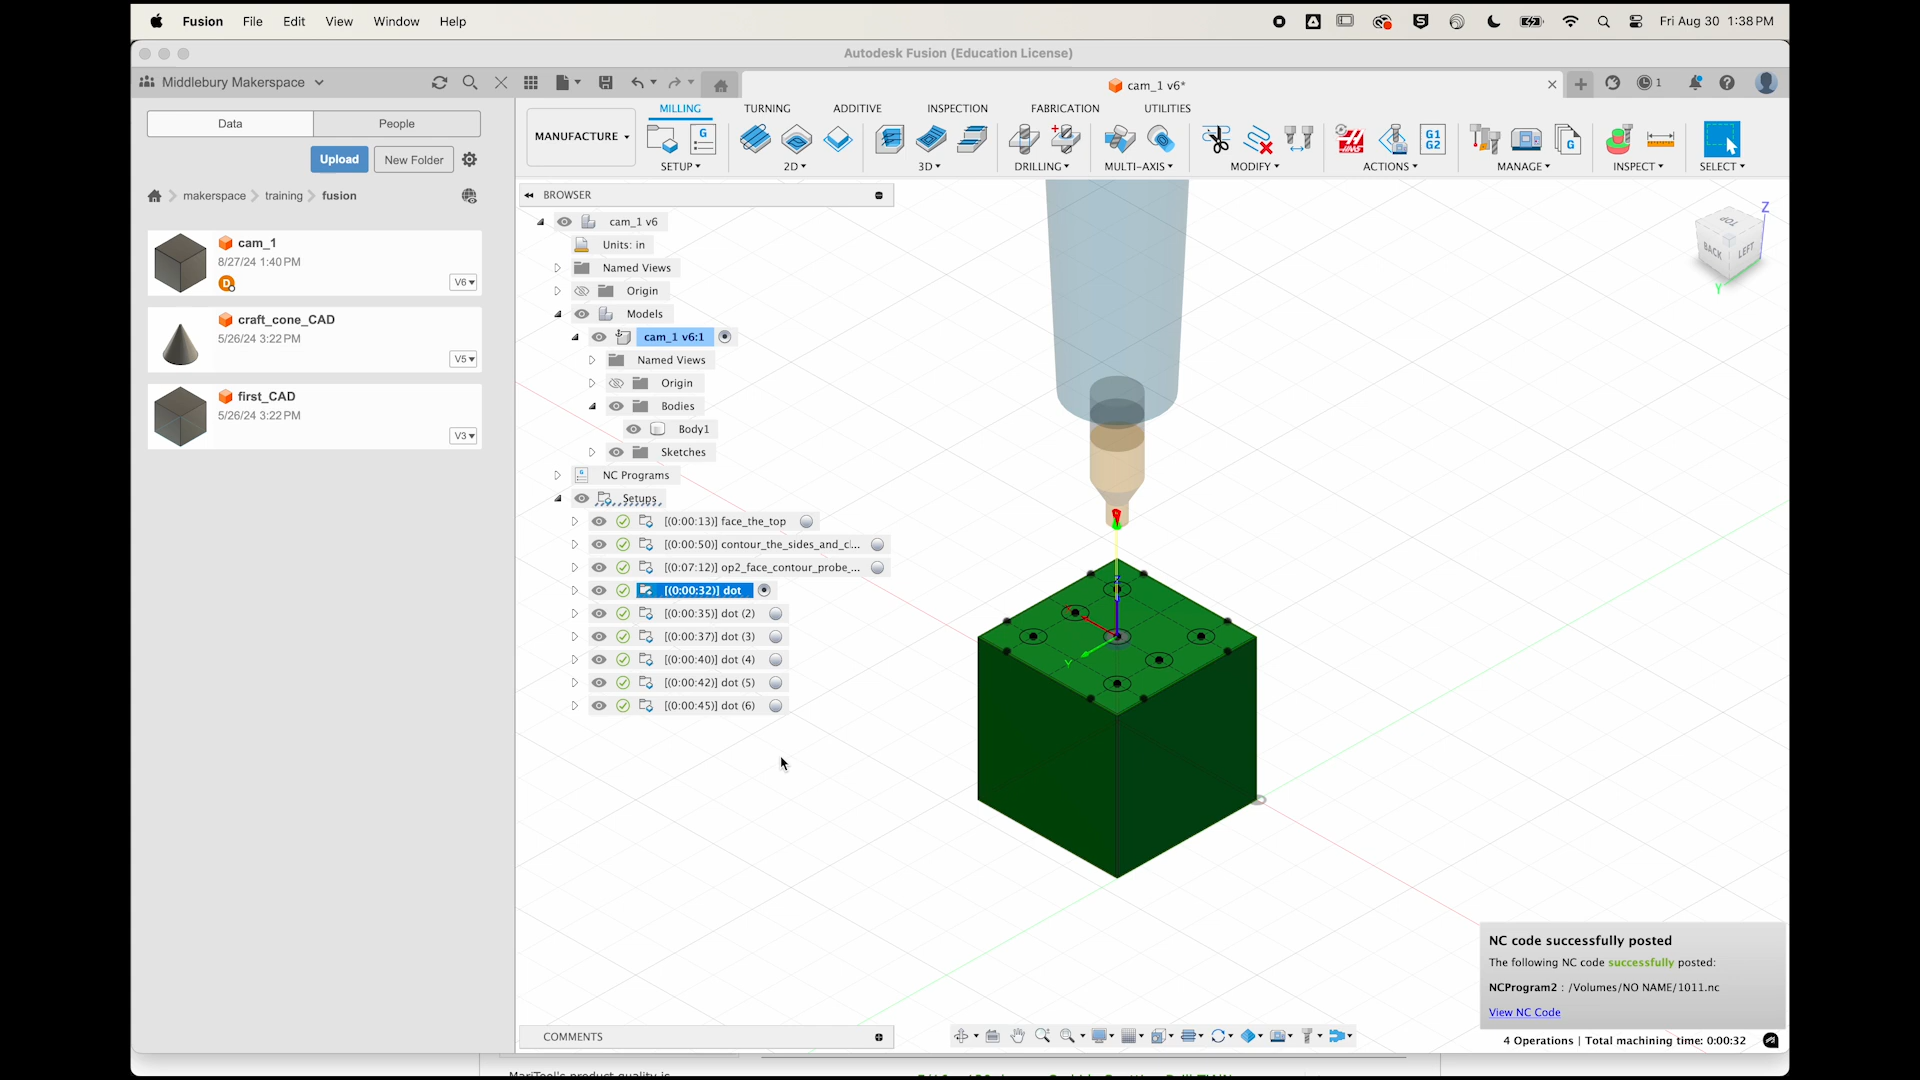 Fusion File Edit View Window Help
Fri Aug 30 1:38 PM
Autodesk Fusion (Education License)
Middlebury Makerspace
cam_1 v6*
1
Data People
Upload New Folder
makerspace training fusion
cam_1
8/27/24 1:40 PM
V6
craft_cone_CAD
5/26/24 3:22 PM
V5
first_CAD
5/26/24 3:22 PM
V3
MILLING TURNING ADDITIVE INSPECTION FABRICATION UTILITIES
MANUFACTURE
SETUP 2D 3D DRILLING MULTI-AXIS MODIFY ACTIONS MANAGE INSPECT SELECT
G1
G2
BROWSER
cam_1 v6
Units: in
Named Views
Origin
Models
cam_1 v6:1
Named Views
Origin
Bodies
Body1
Sketches
NC Programs
Setups
[(0:00:13)] face_the_top
[(0:00:50)] contour_the_sides_and_c...
[(0:07:12)] op2_face_contour_probe_...
[(0:00:32)] dot
[(0:00:35)] dot (2)
[(0:00:37)] dot (3)
[(0:00:40)] dot (4)
[(0:00:42)] dot (5)
[(0:00:45)] dot (6)
Z
TOP
BACK
LEFT
Y
Z
Y
NC code successfully posted
The following NC code successfully posted:
NCProgram2 : /Volumes/NO NAME/1011.nc
View NC Code
COMMENTS
4 Operations | Total machining time: 0:00:32